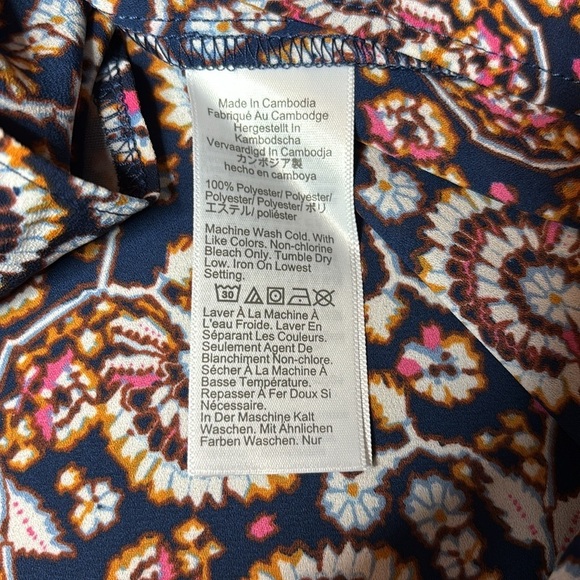 Made In Cambodia
Fabriqué Au Cambodge
Hergestellt In
Kambodscha
Vervaardigd In Cambodja
カンボジア製
hecho en camboya
100% Polyester/ Polyester/
Polyester/ Polyester/ ポリ
エステル/ poliéster
Machine Wash Cold. With
Like Colors. Non-chlorine
Bleach Only. Tumble Dry
Low. Iron On Lowest
Setting.
30
Laver À La Machine À
L'eau Froide. Laver En
Séparant Les Couleurs.
Seulement Agent De
Blanchiment Non-chlore.
Sécher À La Machine À
Basse Température.
Repasser À Fer Doux Si
Nécessaire.
In Der Maschine Kalt
Waschen. Mit Ähnlichen
Farben Waschen. Nur